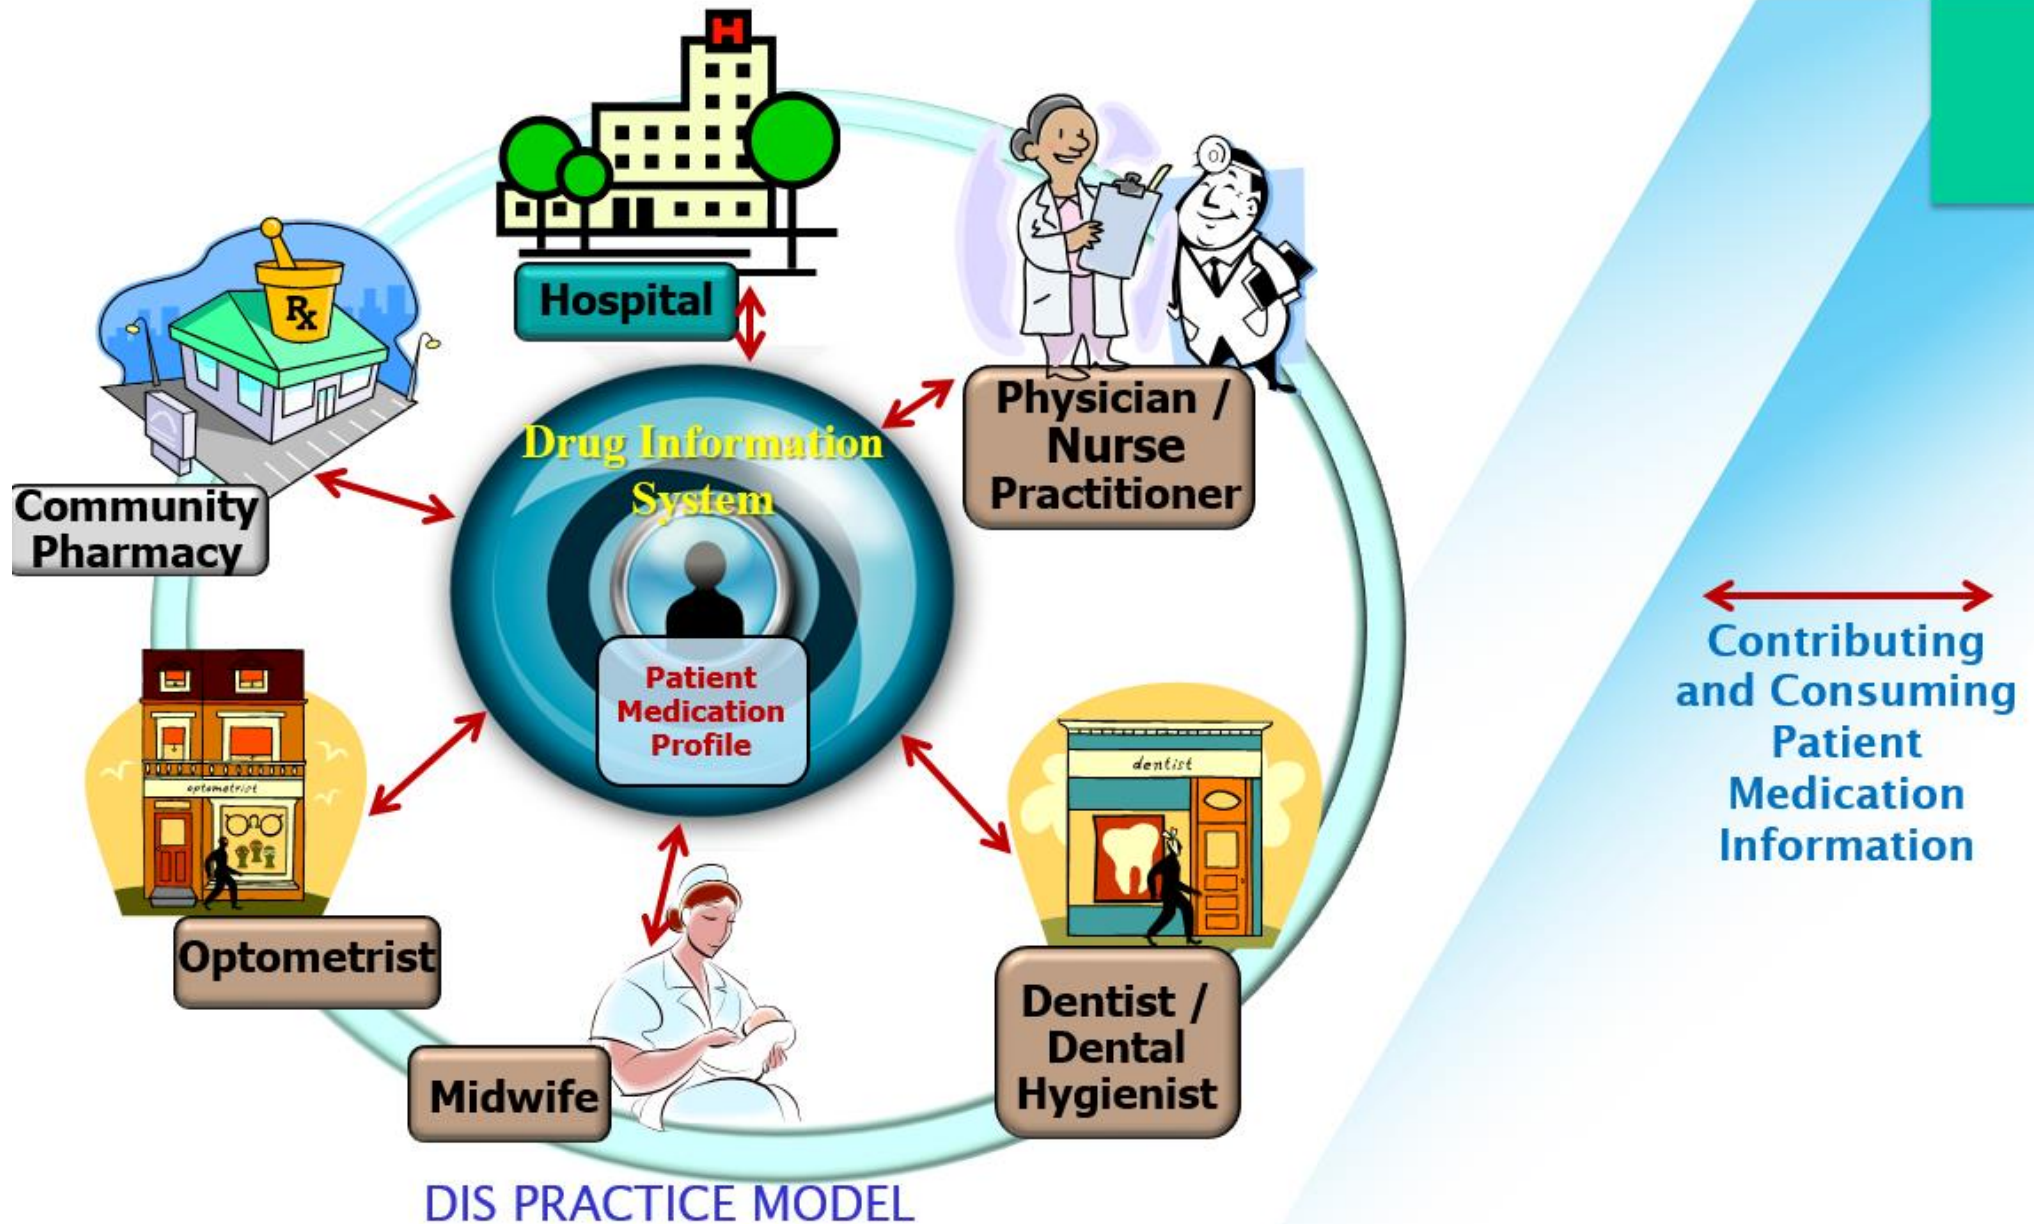 H
Hospital
Rx
Community
Pharmacy
Physician /
Nurse
Practitioner
Drug Information
System
Patient
Medication
Profile
optometrist
Optometrist
Midwife
dentist
Dentist /
Dental
Hygienist
Contributing
and Consuming
Patient
Medication
Information
DIS PRACTICE MODEL